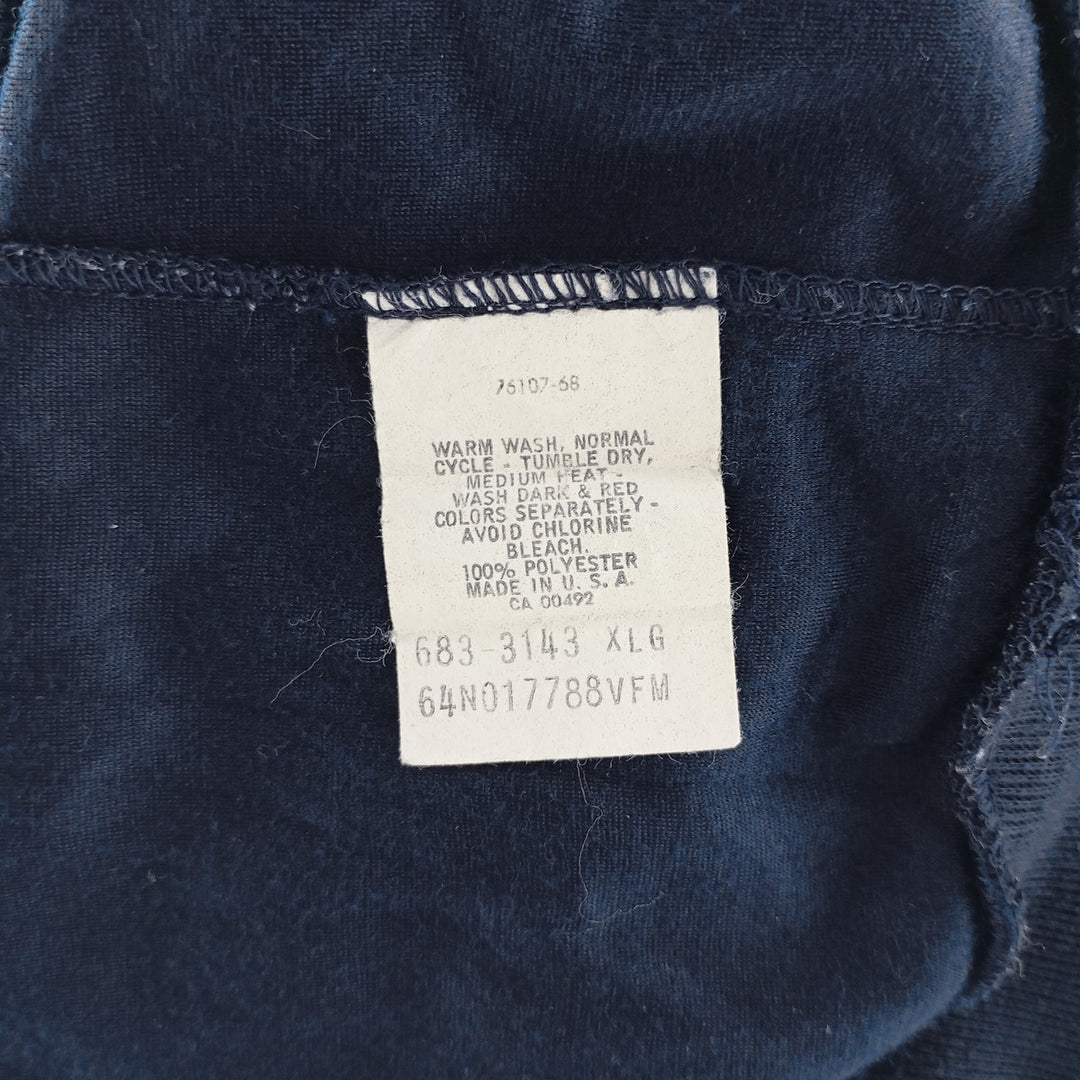 76107-68
WARM WASH, NORMAL
CYCLE - TUMBLE DRY,
MEDIUM HEAT -
WASH DARK & RED
COLORS SEPARATELY -
AVOID CHLORINE
BLEACH.
100% POLYESTER
MADE IN U. S. A.
CA 00492
683-3143 XLG
64N017788VFM